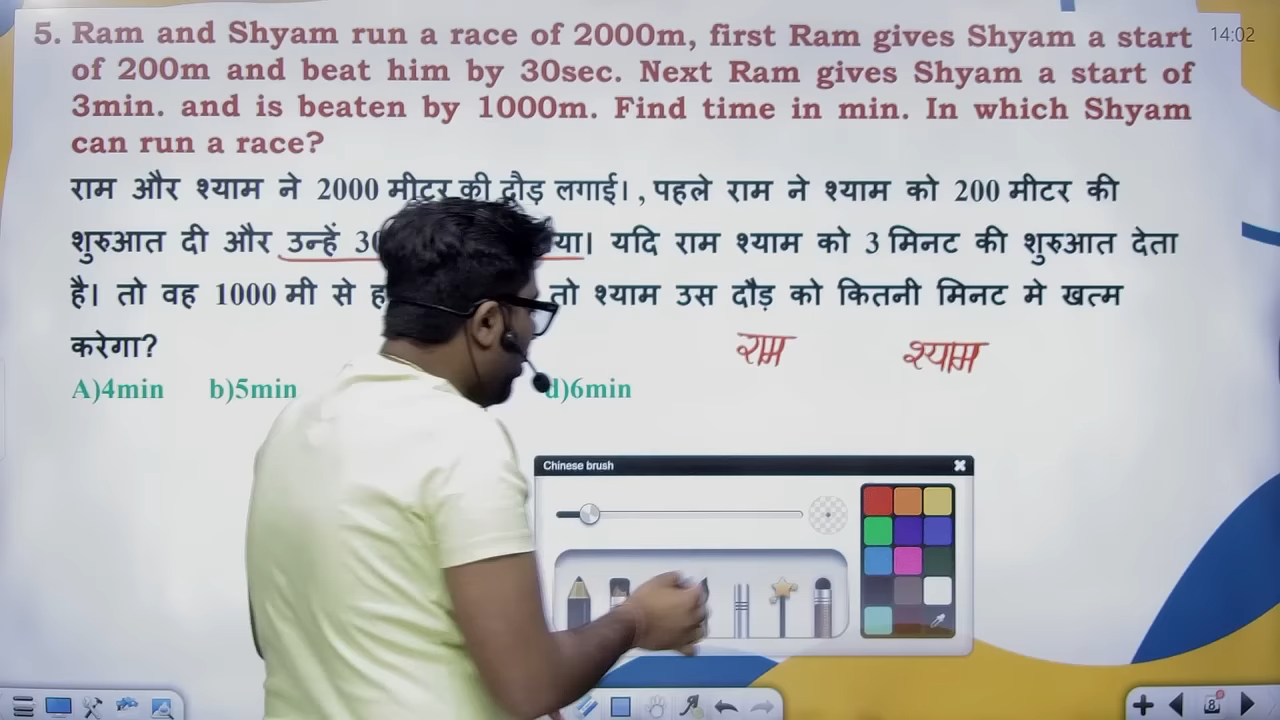 5. Ram and Shyam run a race of 2000m, first Ram gives Shyam a start
14:02
of 200m and beat him by 30sec. Next Ram gives Shyam a start of
3min. and is beaten by 1000m. Find time in min. In which Shyam
can run a race?
राम और श्याम ने 2000 मीटर की दौड़ लगाई। , पहले राम ने श्याम को 200 मीटर की
शुरुआत दी और उन्हें 30 या। यदि राम श्याम को 3 मिनट की शुरुआत देता
है। तो वह 1000 मी से तो श्याम उस दौड़ को कितनी मिनट मे खत्म
करेगा?
राम श्याम
A)4min b)5min d)6min
Chinese brush
8